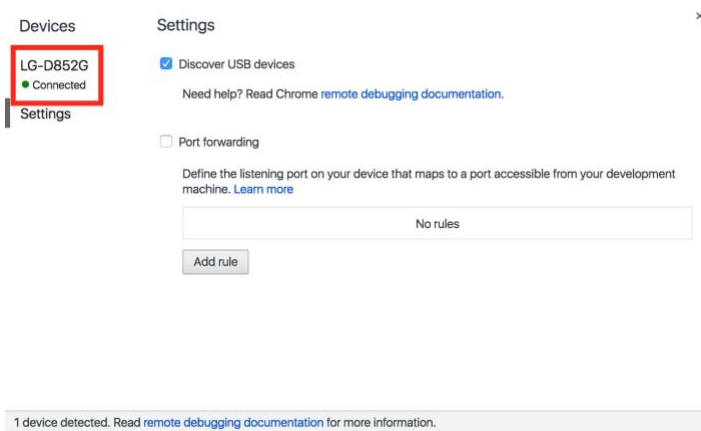 Devices
LG-D852G
Connected
Settings
Settings
Discover USB devices
Need help? Read Chrome remote debugging documentation.
Port forwarding
Define the listening port on your device that maps to a port accessible from your development
machine. Learn more
No rules
Add rule
1 device detected. Read remote debugging documentation for more information.